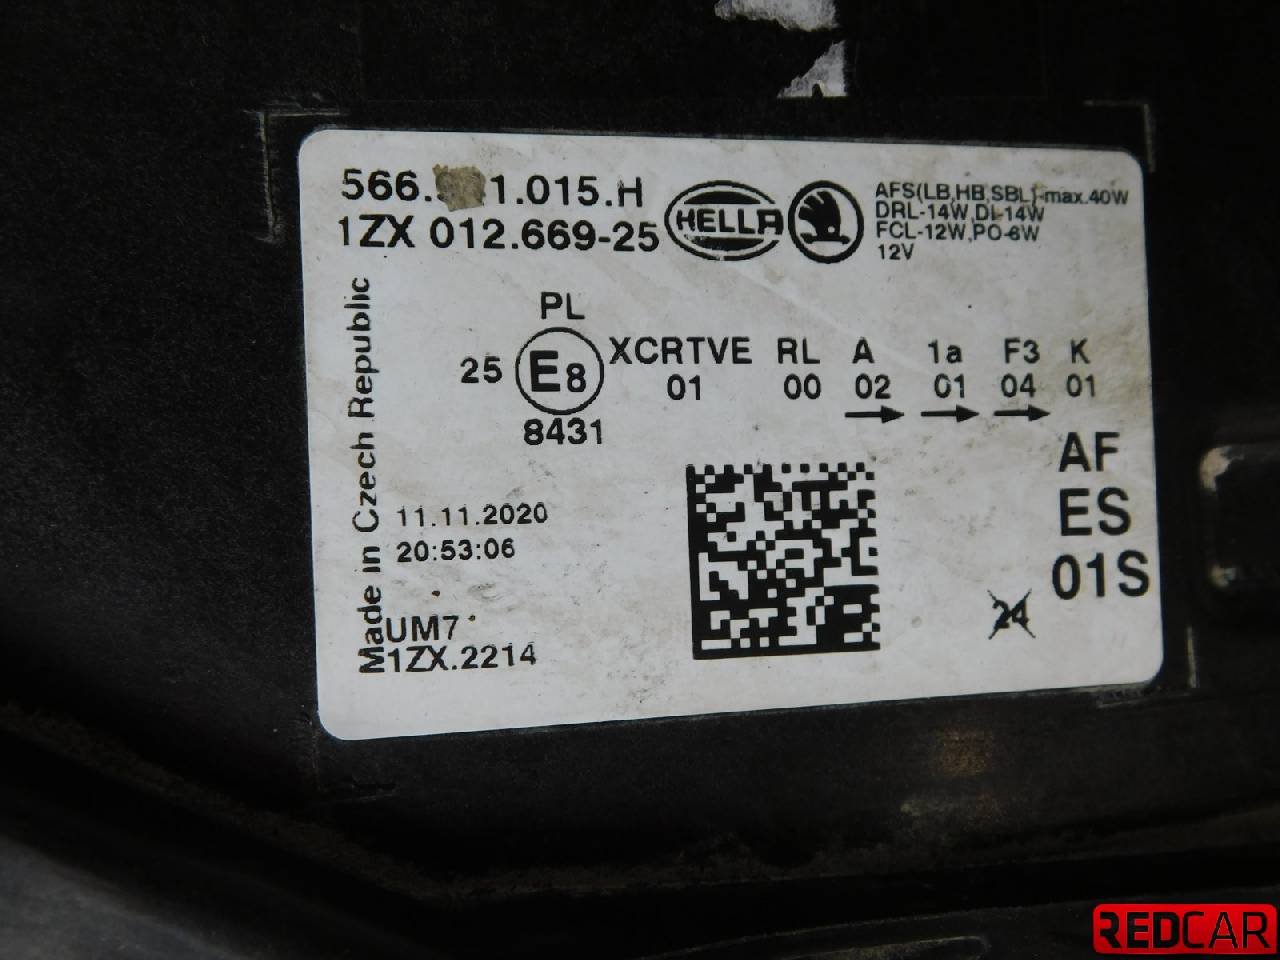 566. 1.015.H
1ZX 012.669-25
HELLA
AFS(LB,HB,SBL)-max.40W
DRL-14W,DI-14W
FCL-12W,PO-6W
12V
PL
25 E8 XCRTVE RL A 1a F3 K
01 00 02 01 04 01
8431
Made in Czech Republic
11.11.2020
20:53:06
UM7
1ZX.2214
AF
ES
01S
24
REDCAR